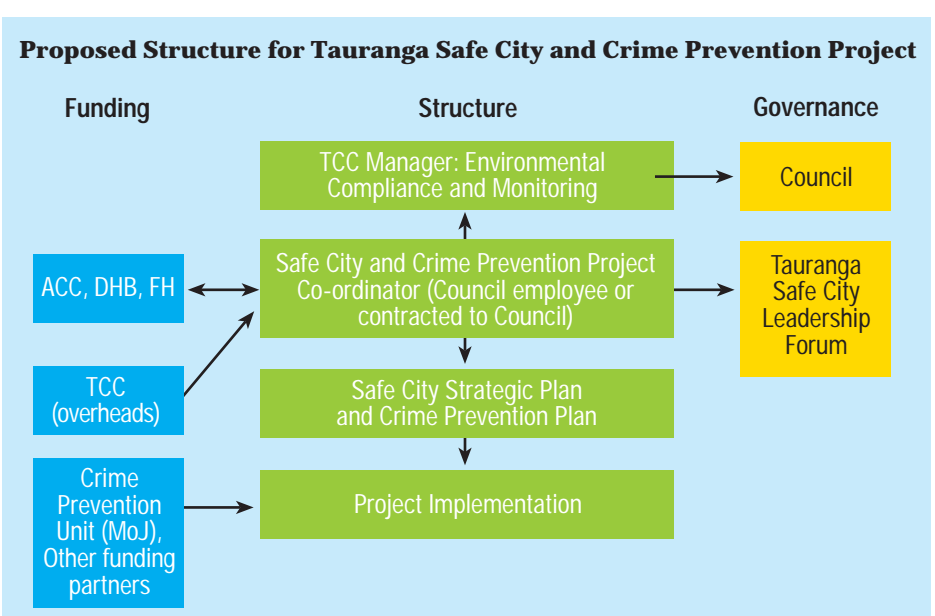 Proposed Structure for Tauranga Safe City and Crime Prevention Project
Funding
Structure
Governance
TCC Manager: Environmental
Compliance and Monitoring
Council
ACC, DHB, FH
Safe City and Crime Prevention Project
Co-ordinator (Council employee or
contracted to Council)
Tauranga
Safe City
Leadership
Forum
TCC
(overheads)
Safe City Strategic Plan
and Crime Prevention Plan
Crime
Prevention
Unit (MoJ),
Other funding
partners
Project Implementation